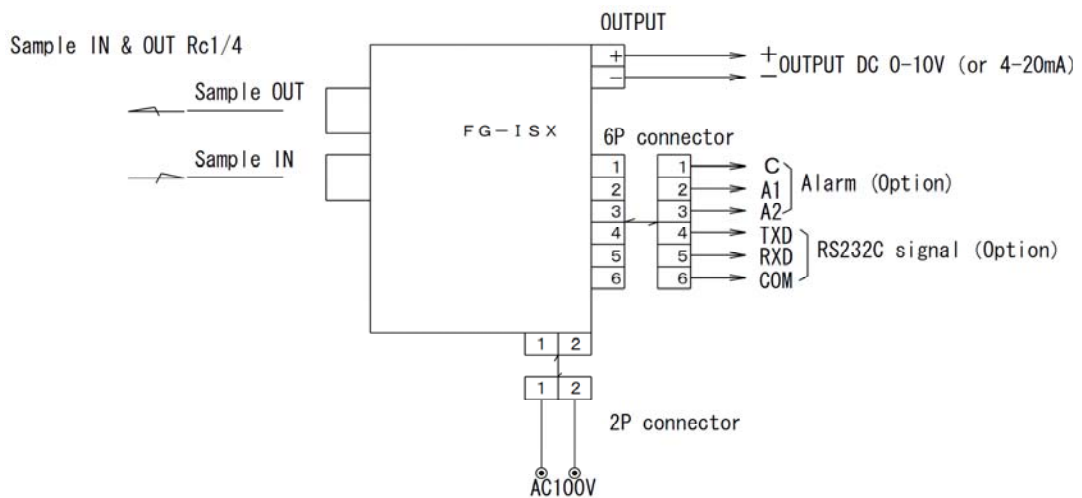 OUTPUT
Sample IN & OUT Rc1/4
+ +
OUTPUT DC 0-10V (or 4-20mA)
− −
Sample OUT
FG-ISX
6P connector
Sample IN
1 1 C
2 2 A1
Alarm (Option)
3 3 A2
4 4 TXD
5 5 RXD
RS232C signal (Option)
6 6 COM
1 2
1 2
2P connector
AC100V